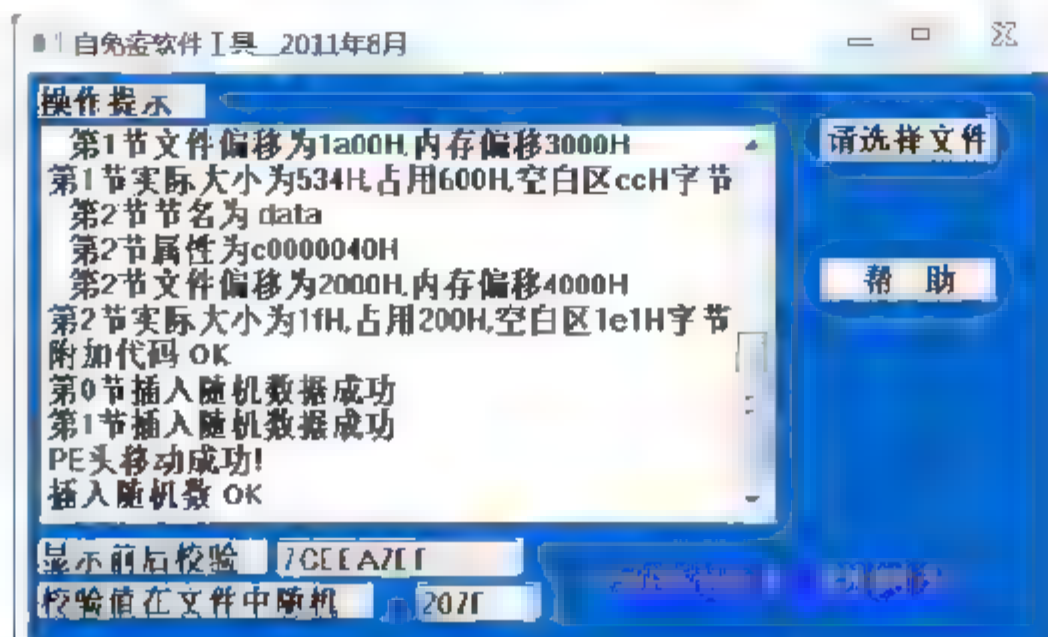 自免疫软件工具__2011年8月
操作提示
第1节文件偏移为1a00H,内存偏移3000H
第1节实际大小为534H,占用600H,空白区ccH字节
第2节节名为 data
第2节属性为c0000040H
第2节文件偏移为2000H,内存偏移4000H
第2节实际大小为1fH,占用200H,空白区1e1H字节
附加代码 OK
第0节插入随机数据成功
第1节插入随机数据成功
PE头移动成功!
插入随机数 OK
请选择文件
帮 助
显示前后校验
校验值在文件中随机